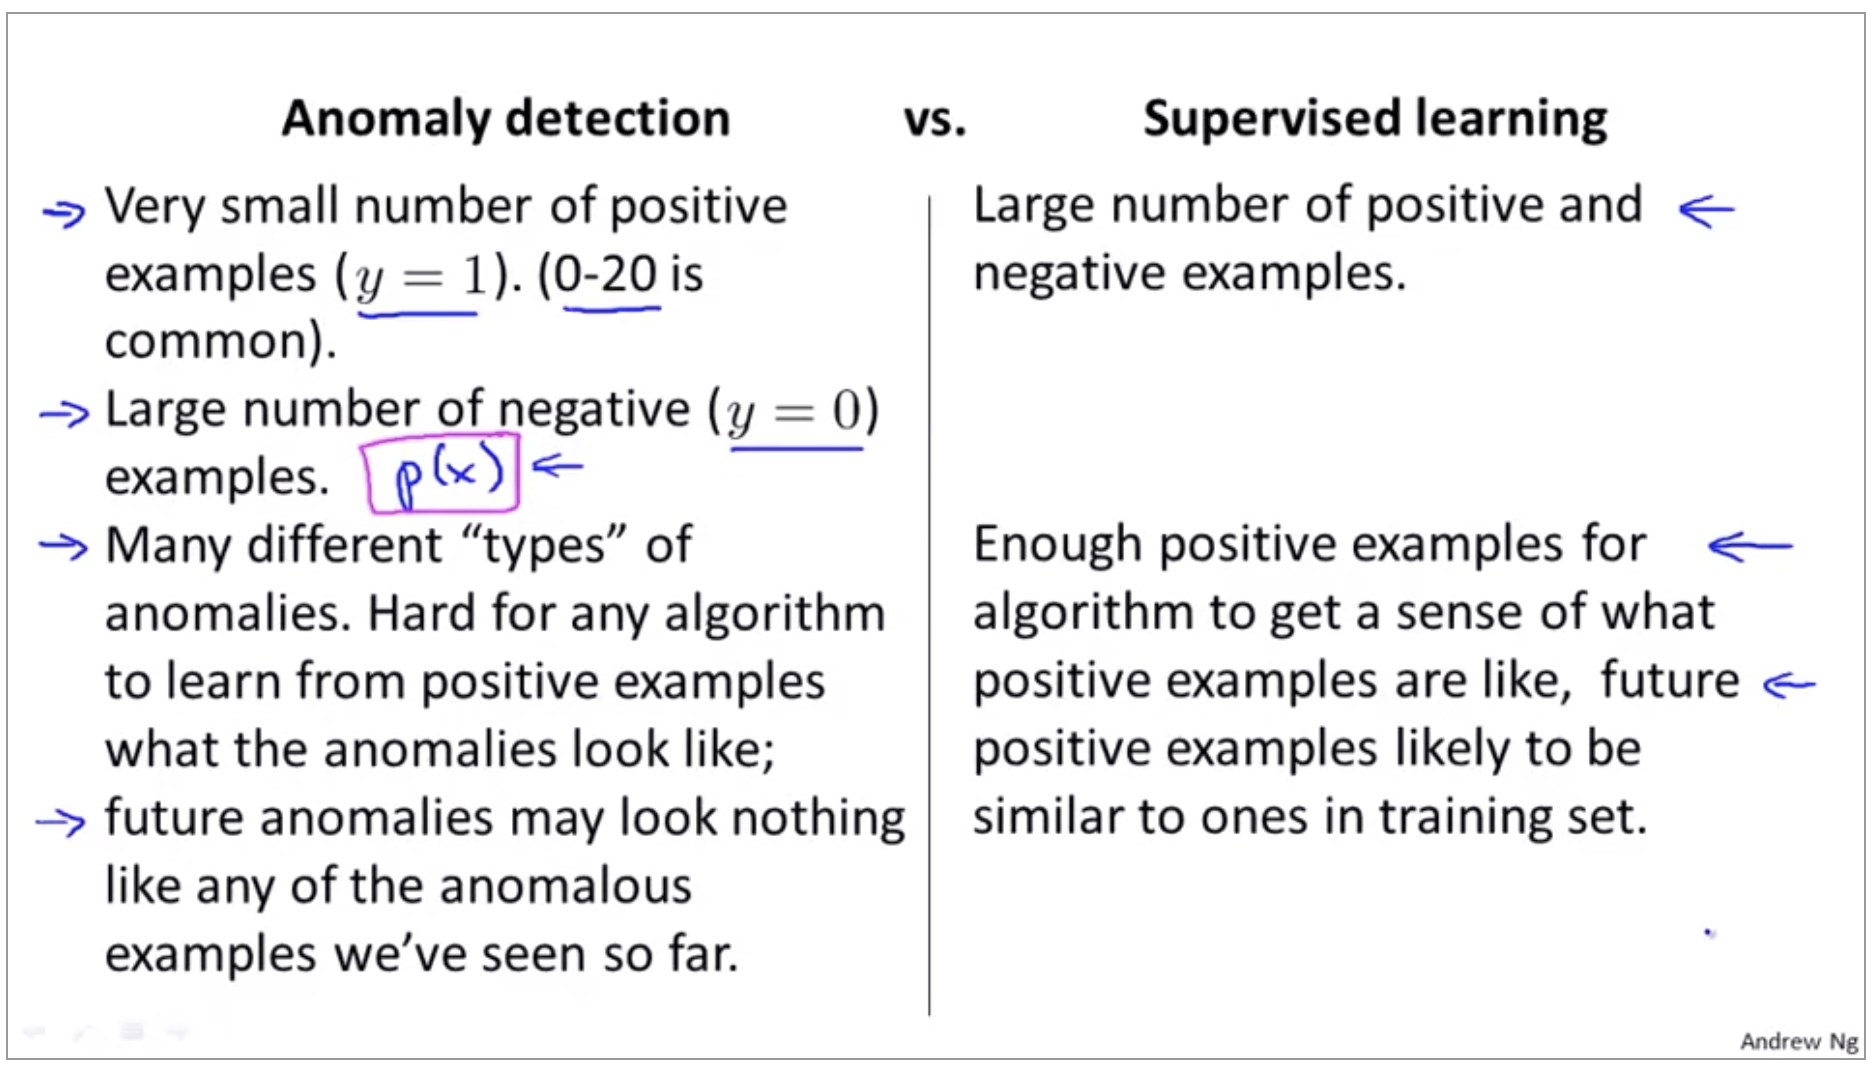 Anomaly detection vs. Supervised learning
Very small number of positive
examples (y = 1). (0-20 is
common).
Large number of negative (y = 0)
examples. p(x)
Many different “types” of
anomalies. Hard for any algorithm
to learn from positive examples
what the anomalies look like;
future anomalies may look nothing
like any of the anomalous
examples we’ve seen so far.
Large number of positive and
negative examples.
Enough positive examples for
algorithm to get a sense of what
positive examples are like, future
positive examples likely to be
similar to ones in training set.
Andrew Ng